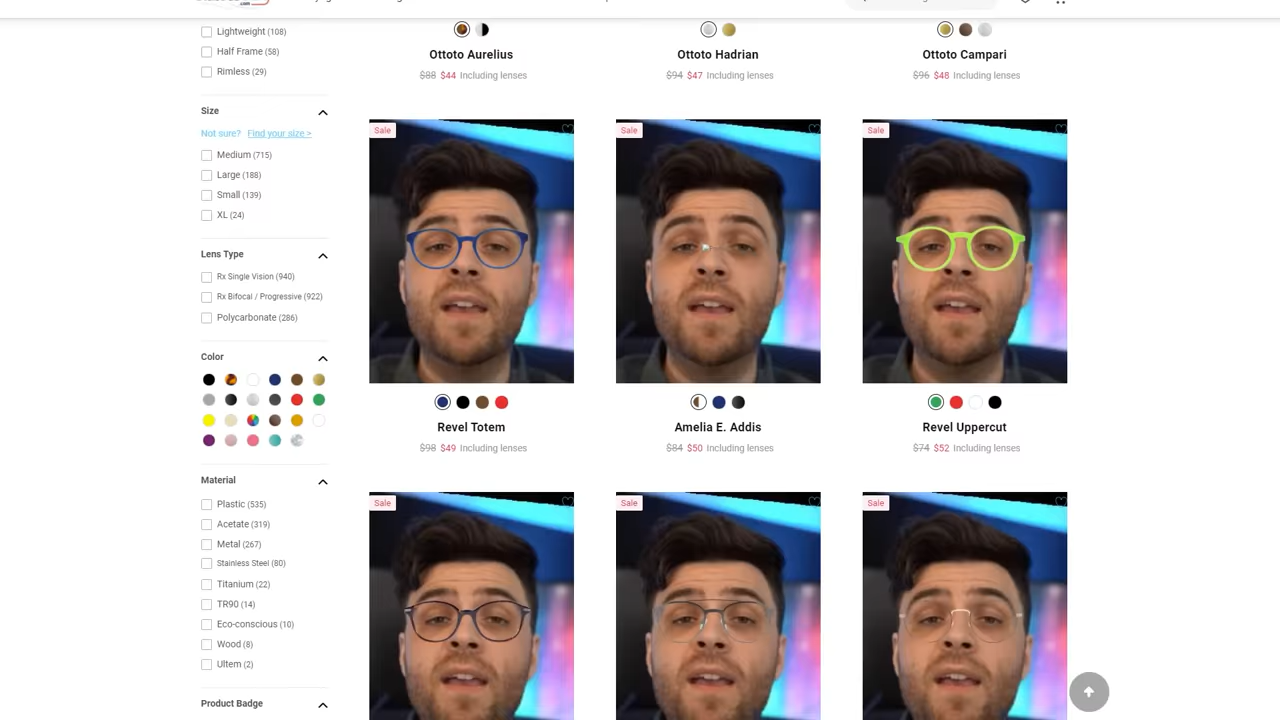 Lightweight (108)
Half Frame (58)
Rimless (29)
Size
Not sure? Find your size >
Medium (715)
Large (188)
Small (139)
XL (24)
Lens Type
Rx Single Vision (940)
Rx Bifocal / Progressive (922)
Polycarbonate (286)
Color
Material
Plastic (535)
Acetate (319)
Metal (267)
Stainless Steel (80)
Titanium (22)
TR90 (14)
Eco-conscious (10)
Wood (8)
Ultem (2)
Product Badge
Ottoto Aurelius
$88 $44 Including lenses
Ottoto Hadrian
$94 $47 Including lenses
Ottoto Campari
$96 $48 Including lenses
Sale
Sale
Sale
Revel Totem
$98 $49 Including lenses
Amelia E. Addis
$84 $50 Including lenses
Revel Uppercut
$74 $52 Including lenses
Sale
Sale
Sale